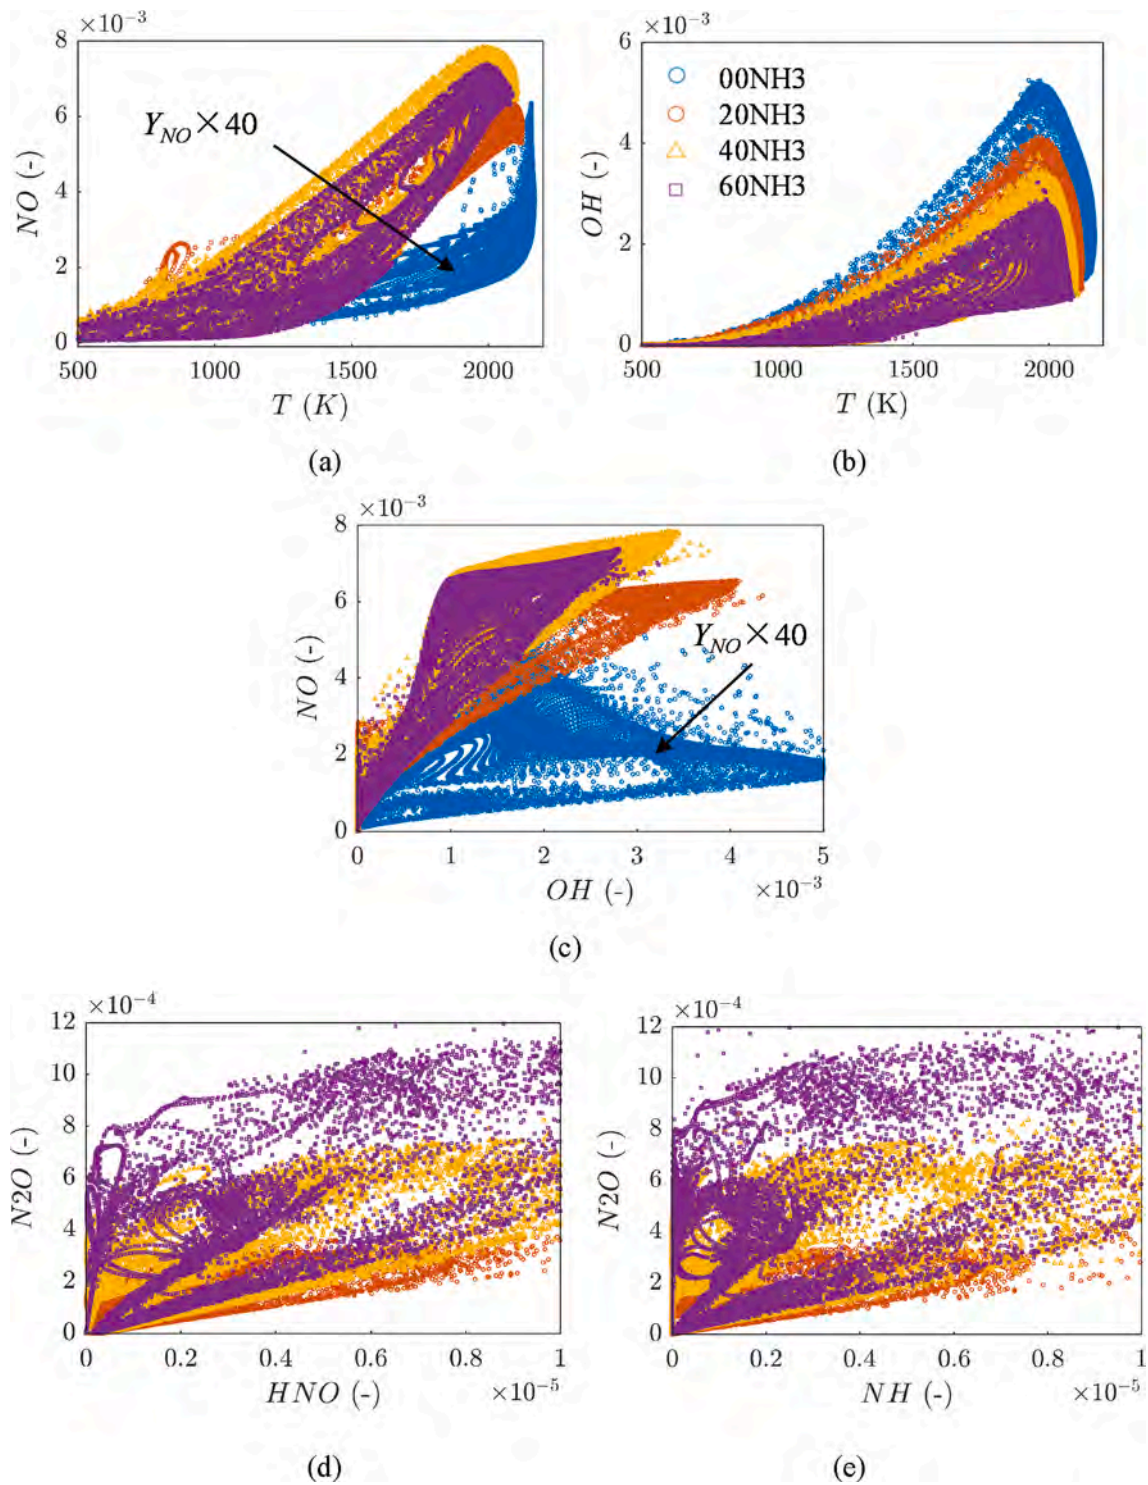 ×10⁻³
8
6
4
2
0
NO (-)
Y_NO×40
500 1000 1500 2000
T (K)
(a)
×10⁻³
6
4
2
0
OH (-)
00NH3
20NH3
40NH3
60NH3
500 1000 1500 2000
T (K)
(b)
×10⁻³
8
6
4
2
0
NO (-)
Y_NO×40
0 1 2 3 4 5
OH (-) ×10⁻³
(c)
×10⁻⁴
12
10
8
6
4
2
0
N2O (-)
0 0.2 0.4 0.6 0.8 1
HNO (-) ×10⁻⁵
(d)
×10⁻⁴
12
10
8
6
4
2
0
N2O (-)
0 0.2 0.4 0.6 0.8 1
NH (-) ×10⁻⁵
(e)